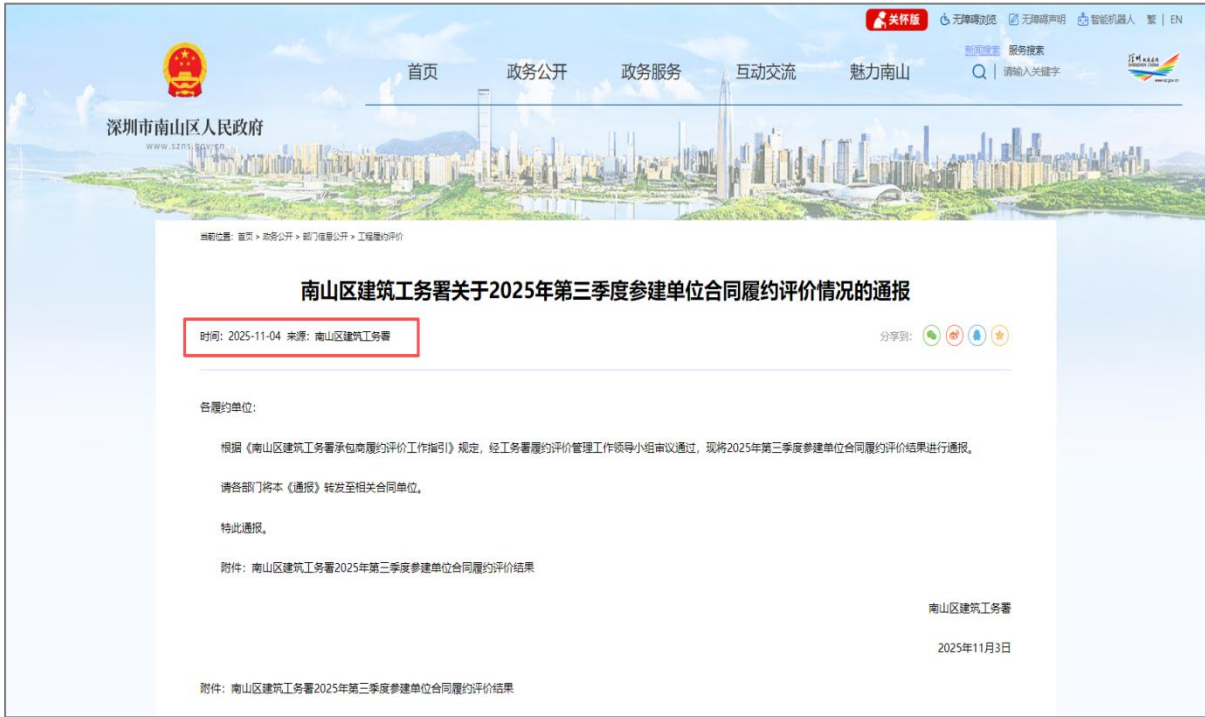 关怀版 无障碍浏览 无障碍声明 智能机器人 繁 | EN
新闻搜索 服务搜索
首页 政务公开 政务服务 互动交流 魅力南山 请输入关键字
深圳市南山区人民政府
www.szns.gov.cn
当前位置：首页 > 政务公开 > 部门信息公开 > 工程履约评价
南山区建筑工务署关于2025年第三季度参建单位合同履约评价情况的通报
时间：2025-11-04 来源：南山区建筑工务署 分享到：
各履约单位：
根据《南山区建筑工务署承包商履约评价工作指引》规定，经工务署履约评价管理工作领导小组审议通过，现将2025年第三季度参建单位合同履约评价结果进行通报。
请各部门将本《通报》转发至相关合同单位。
特此通报。
附件：南山区建筑工务署2025年第三季度参建单位合同履约评价结果
南山区建筑工务署
2025年11月3日
附件：南山区建筑工务署2025年第三季度参建单位合同履约评价结果